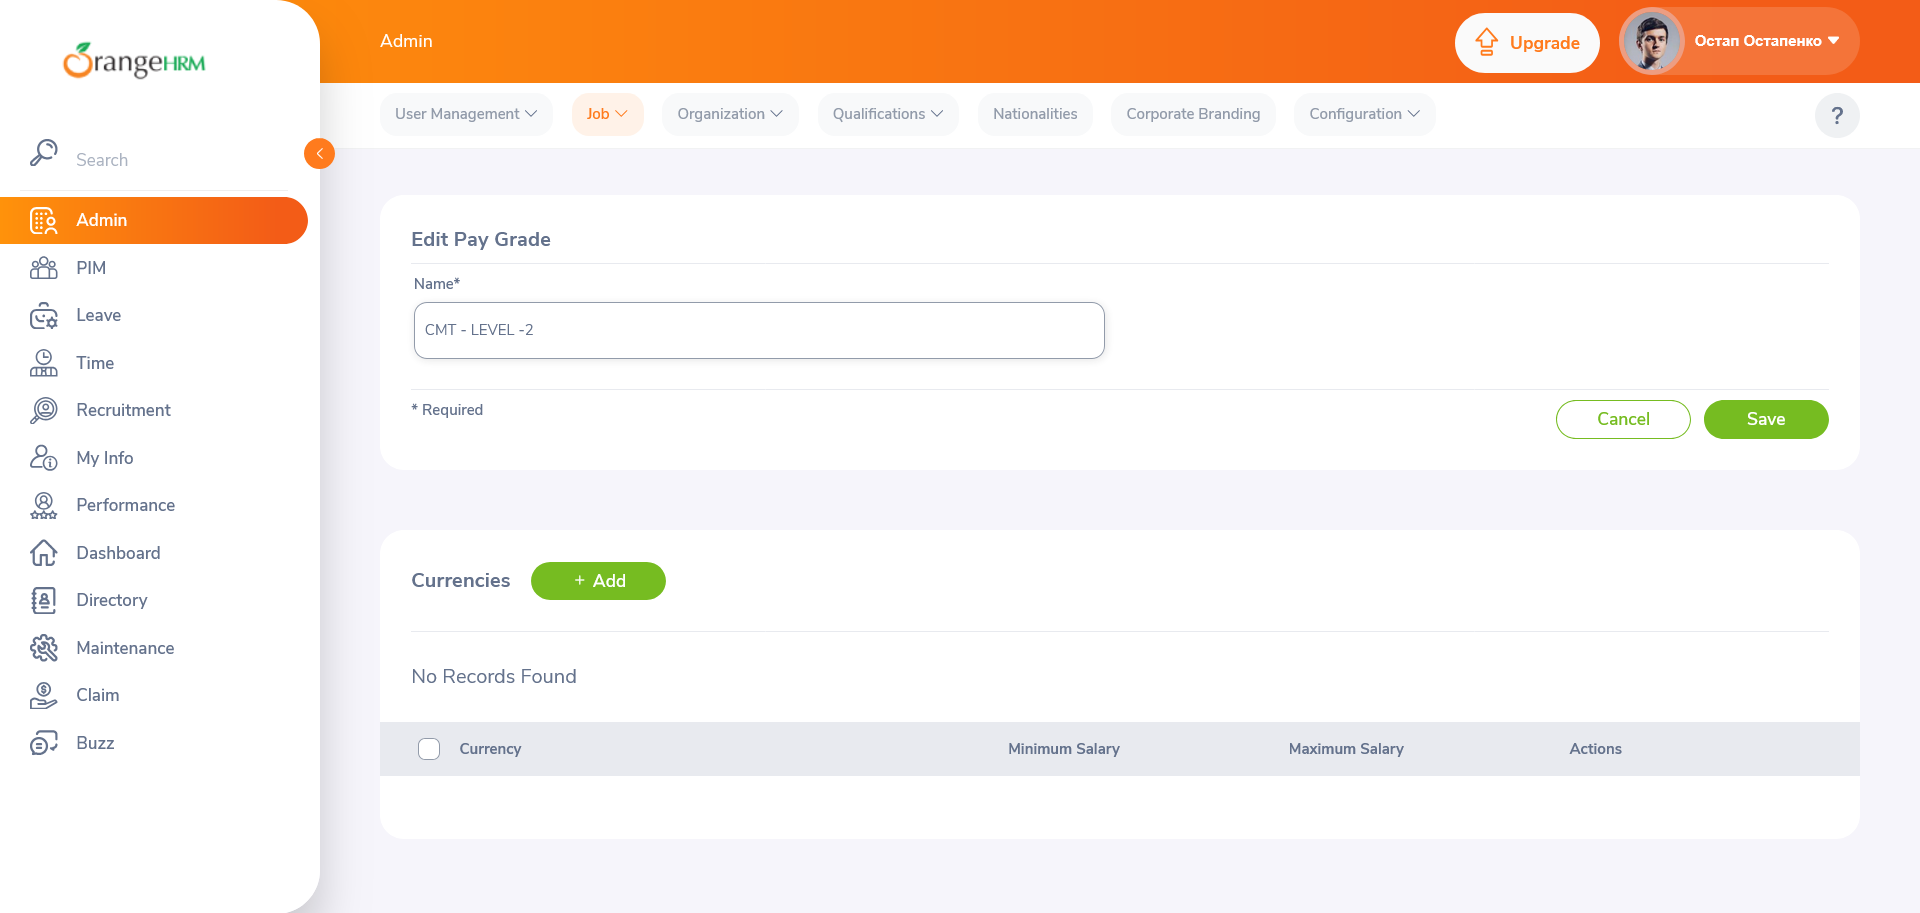 OrangeHRM
Admin
Upgrade
Остап Остапенко
User Management
Job
Organization
Qualifications
Nationalities
Corporate Branding
Configuration
?
Search
Admin
PIM
Leave
Time
Recruitment
My Info
Performance
Dashboard
Directory
Maintenance
Claim
Buzz
Edit Pay Grade
Name*
CMT - LEVEL -2
* Required
Cancel
Save
Currencies
+ Add
No Records Found
Currency
Minimum Salary
Maximum Salary
Actions